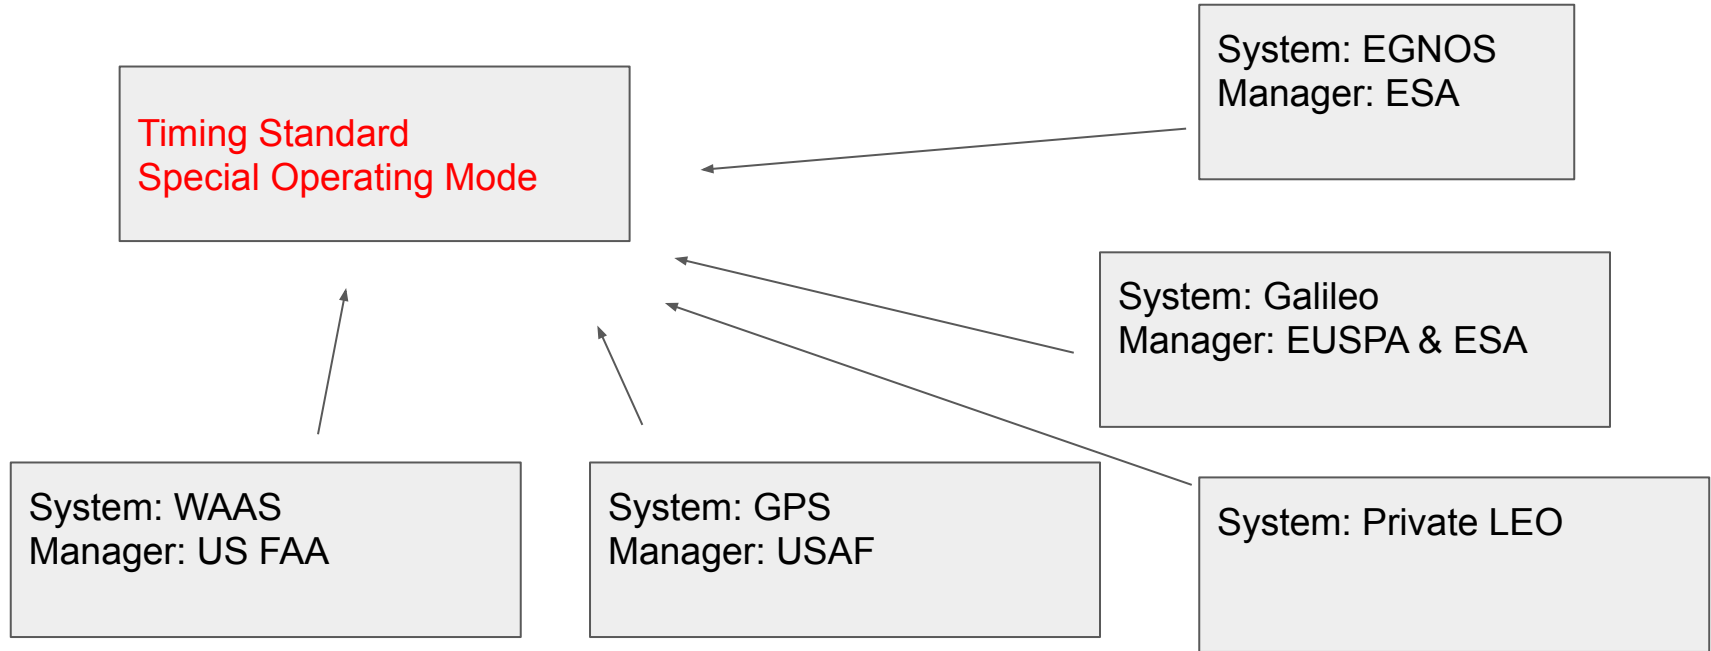 Timing Standard
Special Operating Mode
System: EGNOS
Manager: ESA
System: Galileo
Manager: EUSPA & ESA
System: WAAS
Manager: US FAA
System: GPS
Manager: USAF
System: Private LEO